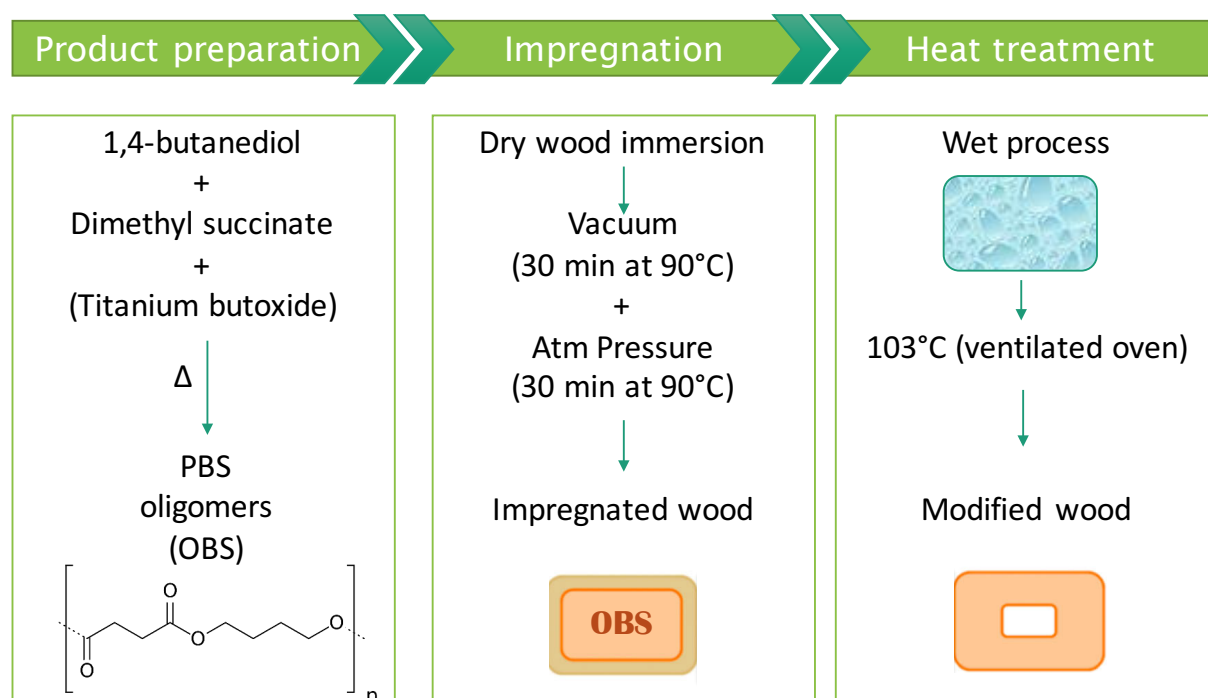 Product preparation
Impregnation
Heat treatment
1,4-butanediol
+
Dimethyl succinate
+
(Titanium butoxide)
Δ
PBS
oligomers
(OBS)
O
O
O
O
n
Dry wood immersion
Vacuum
(30 min at 90°C)
+
Atm Pressure
(30 min at 90°C)
Impregnated wood
OBS
Wet process
103°C (ventilated oven)
Modified wood